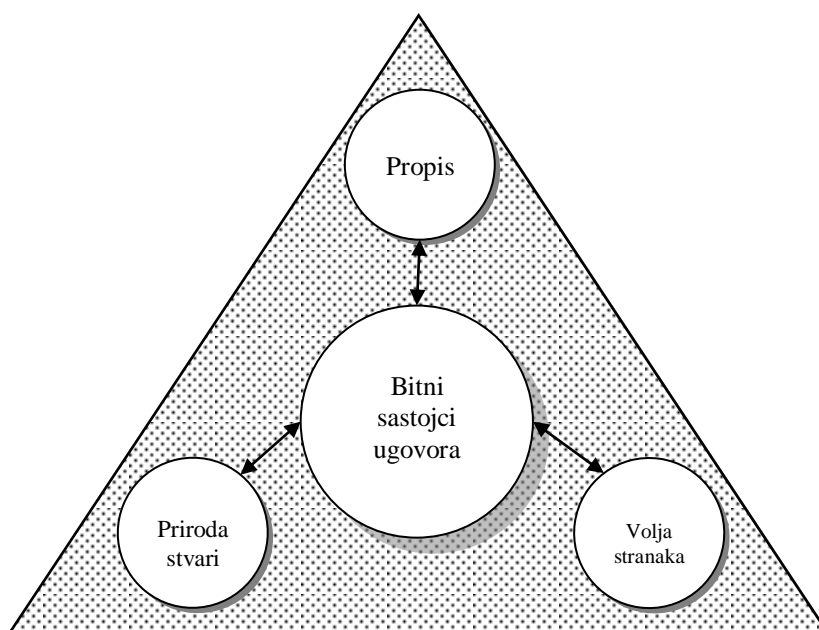 Propis
Bitni
sastojci
ugovora
Priroda
stvari
Volja
stranaka